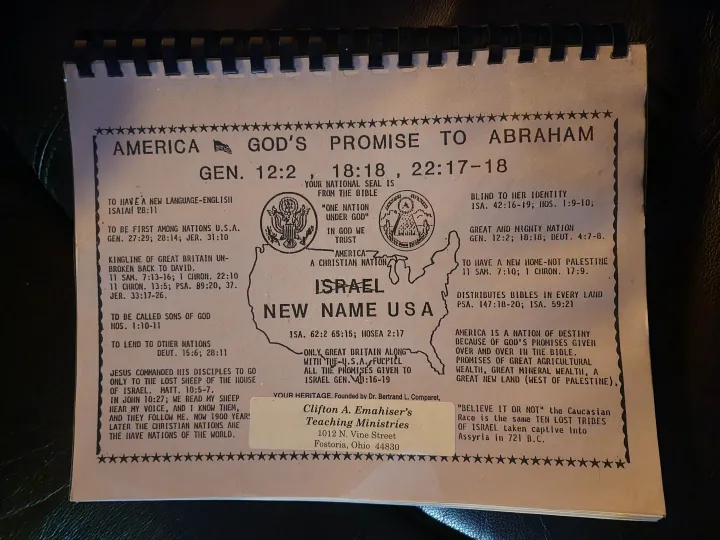 AMERICA GOD'S PROMISE TO ABRAHAM
GEN. 12:2 , 18:18 , 22:17-18
YOUR NATIONAL SEAL IS
FROM THE BIBLE
"ONE NATION
UNDER GOD"
IN GOD WE
TRUST
AMERICA
A CHRISTIAN NATION
ISRAEL
NEW NAME USA
ISA. 62:2 65:15; HOSEA 2:17
ONLY GREAT BRITAIN ALONG
WITH THE U.S.A. FULFILL
ALL THE PROMISES GIVEN TO
ISRAEL GEN. :16-19
TO HAVE A NEW LANGUAGE-ENGLISH
ISAIAH 28:11
TO BE FIRST AMONG NATIONS U.S.A.
GEN. 27:29; 28:14; JER. 31:10
KINGLINE OF GREAT BRITAIN UN-
BROKEN BACK TO DAVID.
11 SAM. 7:13-16; 1 CHRON. 22:10
11 CHRON. 13:5; PSA. 89:20, 37.
JER. 33:17-26.
TO BE CALLED SONS OF GOD
HOS. 1:10-11
TO LEND TO OTHER NATIONS
DEUT. 15:6; 28:11
JESUS COMMANDED HIS DISCIPLES TO GO
ONLY TO THE LOST SHEEP OF THE HOUSE
OF ISRAEL. MATT. 10:5-7.
IN JOHN 10:27; WE READ MY SHEEP
HEAR MY VOICE, AND I KNOW THEM,
AND THEY FOLLOW ME. NOW 1900 YEARS
LATER THE CHRISTIAN NATIONS ARE
THE HAVE NATIONS OF THE WORLD.
BLIND TO HER IDENTITY
ISA. 42:16-19; HOS. 1:9-10;
GREAT AND MIGHTY NATION
GEN. 12:2; 18:18; DEUT. 4:7-8.
TO HAVE A NEW HOME-NOT PALESTINE
11 SAM. 7:10; 1 CHRON. 17:9.
DISTRIBUTES BIBLES IN EVERY LAND
PSA. 147:18-20; ISA. 59:21
AMERICA IS A NATION OF DESTINY
BECAUSE OF GOD'S PROMISES GIVEN
OVER AND OVER IN THE BIBLE.
PROMISES OF GREAT AGRICULTURAL
WEALTH, GREAT MINERAL WEALTH, A
GREAT NEW LAND (WEST OF PALESTINE).
"BELIEVE IT OR NOT" the Caucasian
Race is the same TEN LOST TRIBES
OF ISRAEL taken captive into
Assyria in 721 B.C.
YOUR HERITAGE, Founded by Dr. Bertrand L. Comparet,
Clifton A. Emahiser's
Teaching Ministries
1012 N. Vine Street
Fostoria, Ohio 44830